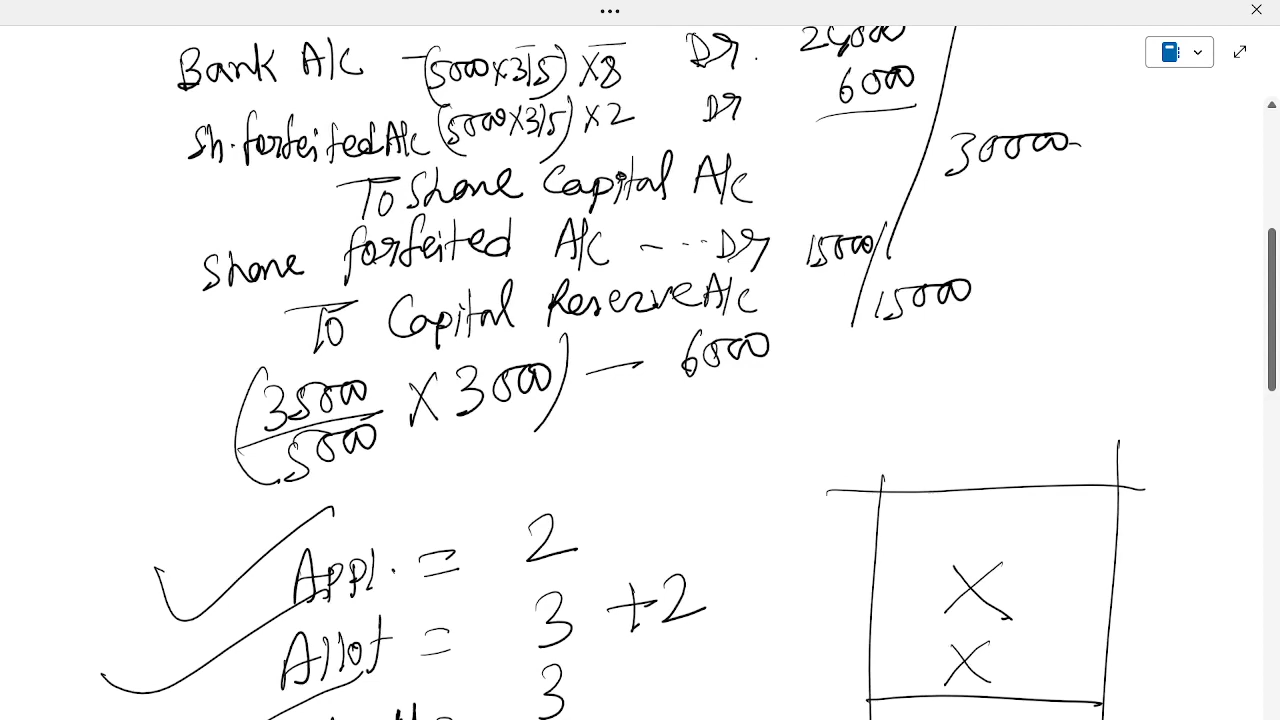 Bank A/c (5000×3/5)×8 Dr. 24000
Sh. forfeited A/c (5000×3/5)×2 Dr 6000
To Share Capital A/c 30000
Share forfeited A/c --- Dr 15000
To Capital Reserve A/c 15000
(35000/5000 × 3000) - 6000
Appl. = 2
Allot = 3 + 2
3
X
X